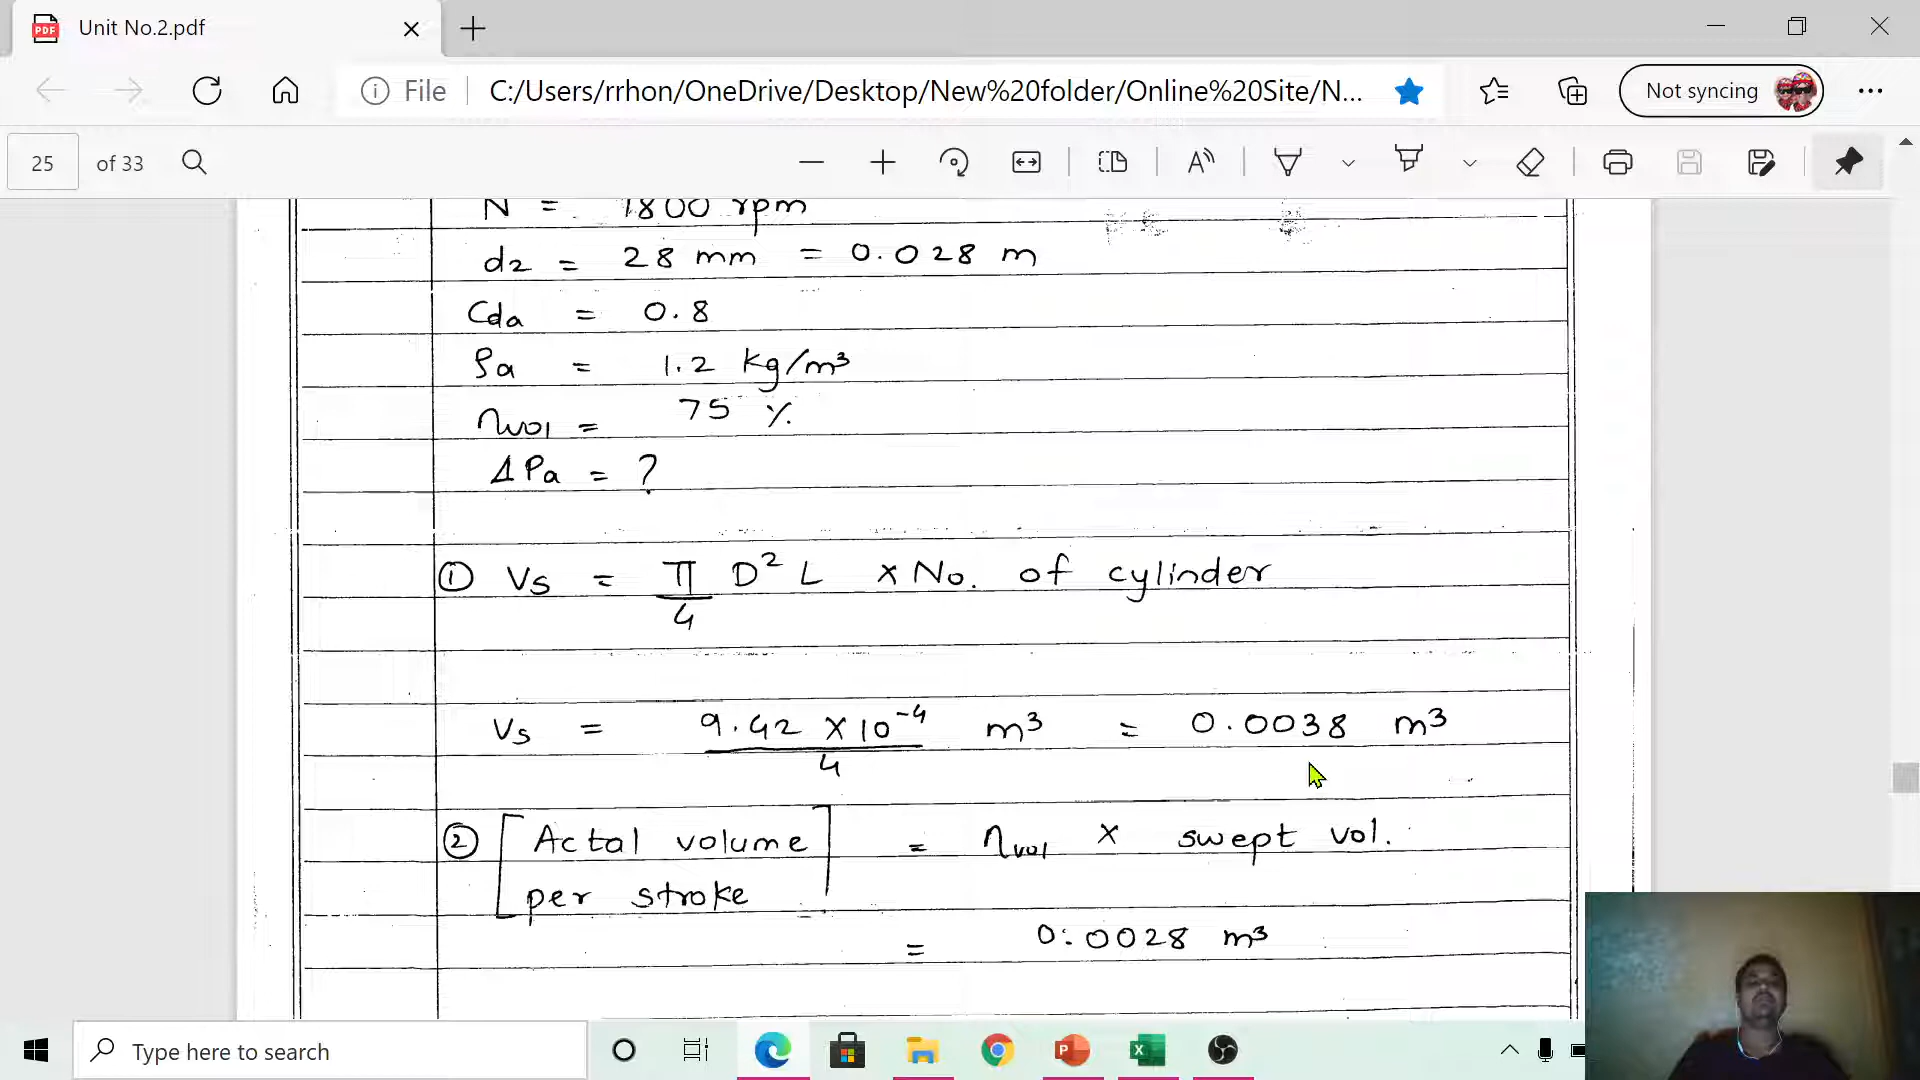 Unit No.2.pdf
File C:/Users/rrhon/OneDrive/Desktop/New%20folder/Online%20Site/N... Not syncing
25 of 33
N = 1800 rpm
d2 = 28 mm = 0.028 m
Cda = 0.8
ρa = 1.2 kg/m³
ηvol = 75 %
ΔPa = ?
① Vs = π/4 D² L × No. of cylinder
Vs = 9.42 × 10⁻⁴ / 4 m³ = 0.0038 m³
② [Actal volume = ηvol × swept vol.
per stroke]
= 0.0028 m³
Type here to search